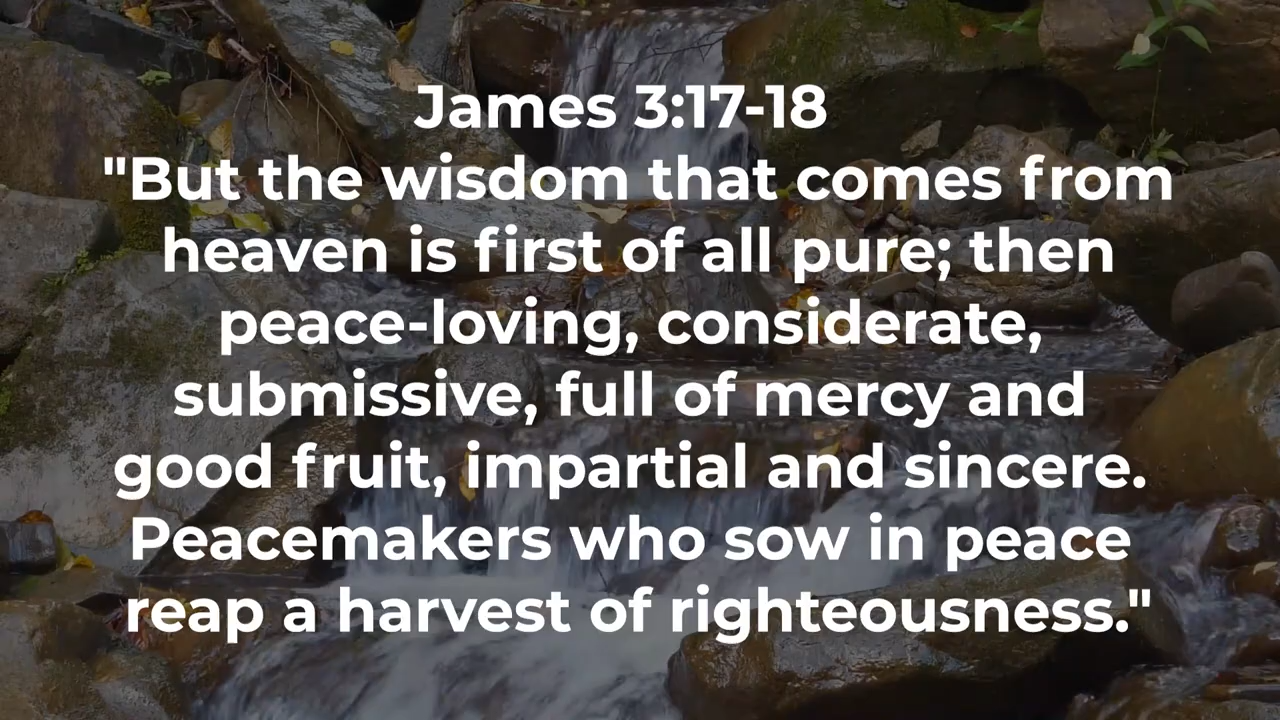 James 3:17-18
"But the wisdom that comes from
heaven is first of all pure; then
peace-loving, considerate,
submissive, full of mercy and
good fruit, impartial and sincere.
Peacemakers who sow in peace
reap a harvest of righteousness."